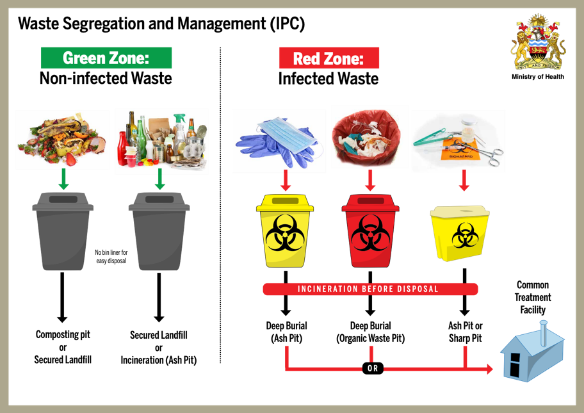 Waste Segregation and Management (IPC)
Ministry of Health
Green Zone:
Non-infected Waste
Red Zone:
Infected Waste
No bin liner for
easy disposal
INCINERATION BEFORE DISPOSAL
Composting pit
or
Secured Landfill
Secured Landfill
or
Incineration (Ash Pit)
Deep Burial
(Ash Pit)
Deep Burial
(Organic Waste Pit)
Ash Pit or
Sharp Pit
OR
Common
Treatment
Facility